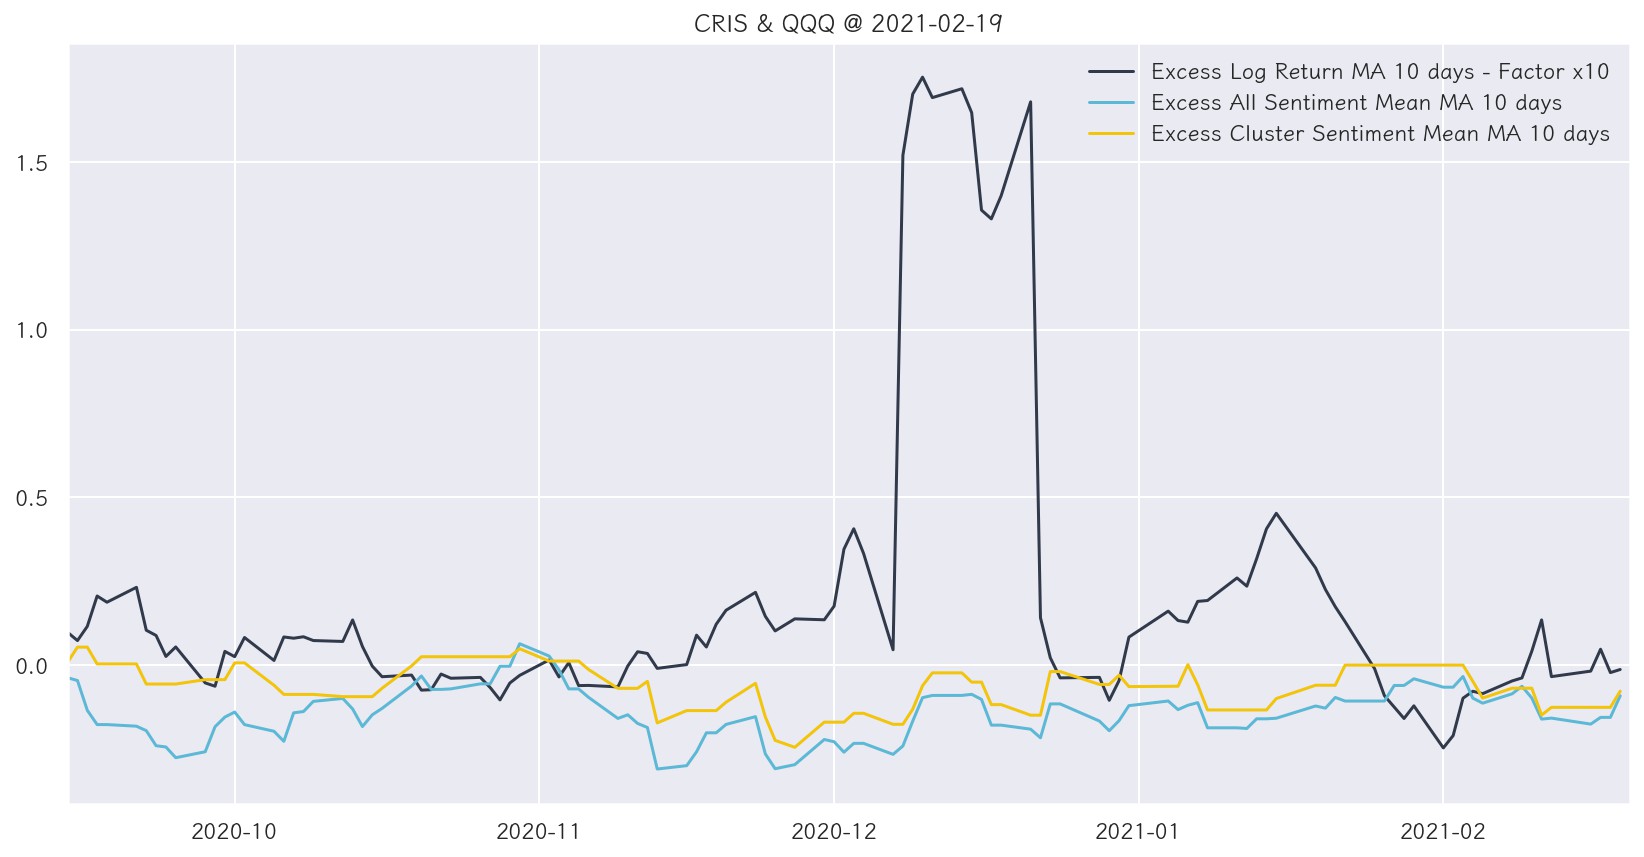 CRIS & QQQ @ 2021-02-19
Excess Log Return MA 10 days - Factor x10
Excess All Sentiment Mean MA 10 days
Excess Cluster Sentiment Mean MA 10 days
1.5
1.0
0.5
0.0
2020-10 2020-11 2020-12 2021-01 2021-02